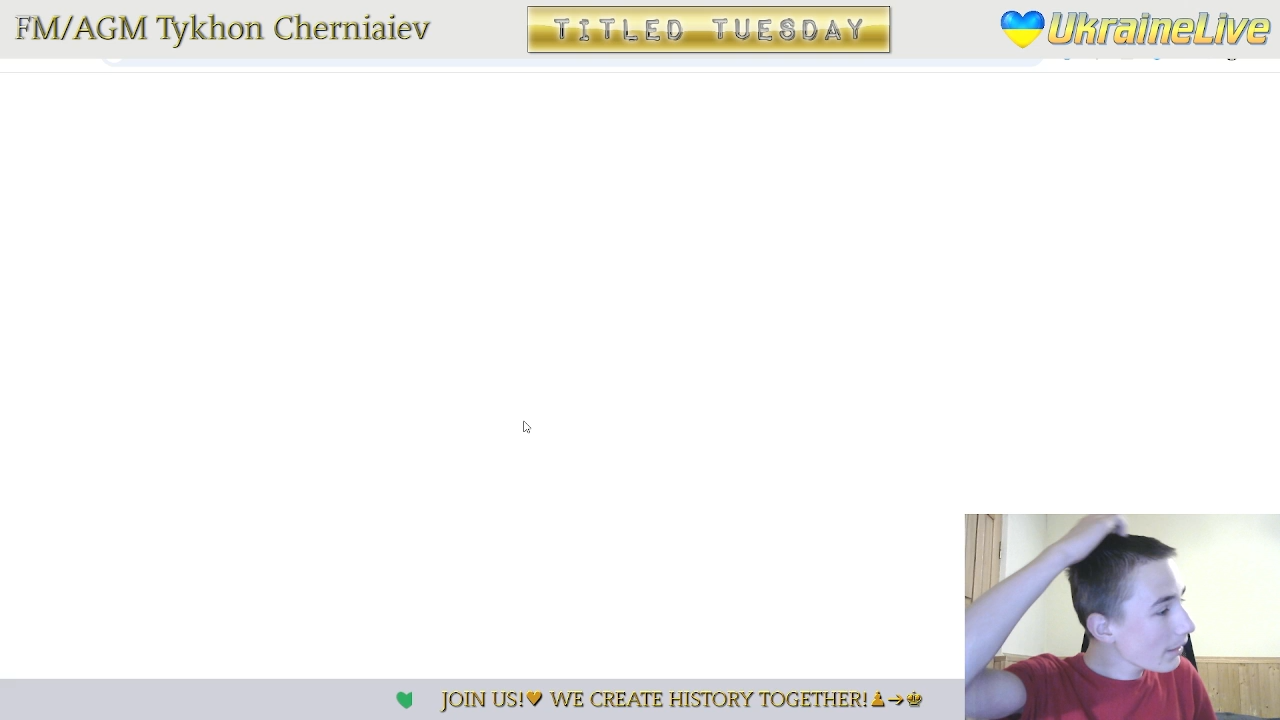 FM/AGM Tykhon Cherniaiev
TITLED TUESDAY
UkraineLive
JOIN US!🧡 WE CREATE HISTORY TOGETHER!♟→♚